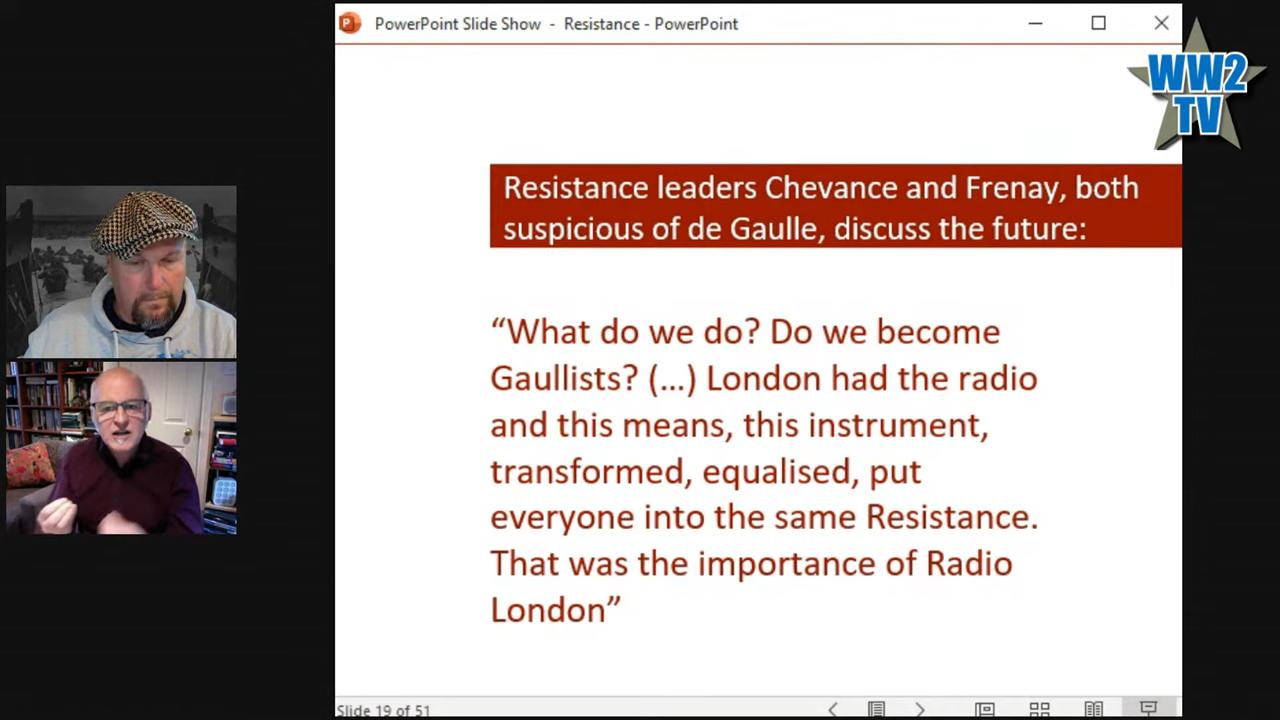 PowerPoint Slide Show - Resistance - PowerPoint
WW2
TV
Resistance leaders Chevance and Frenay, both
suspicious of de Gaulle, discuss the future:
“What do we do? Do we become
Gaullists? (...) London had the radio
and this means, this instrument,
transformed, equalised, put
everyone into the same Resistance.
That was the importance of Radio
London”
Slide 19 of 51